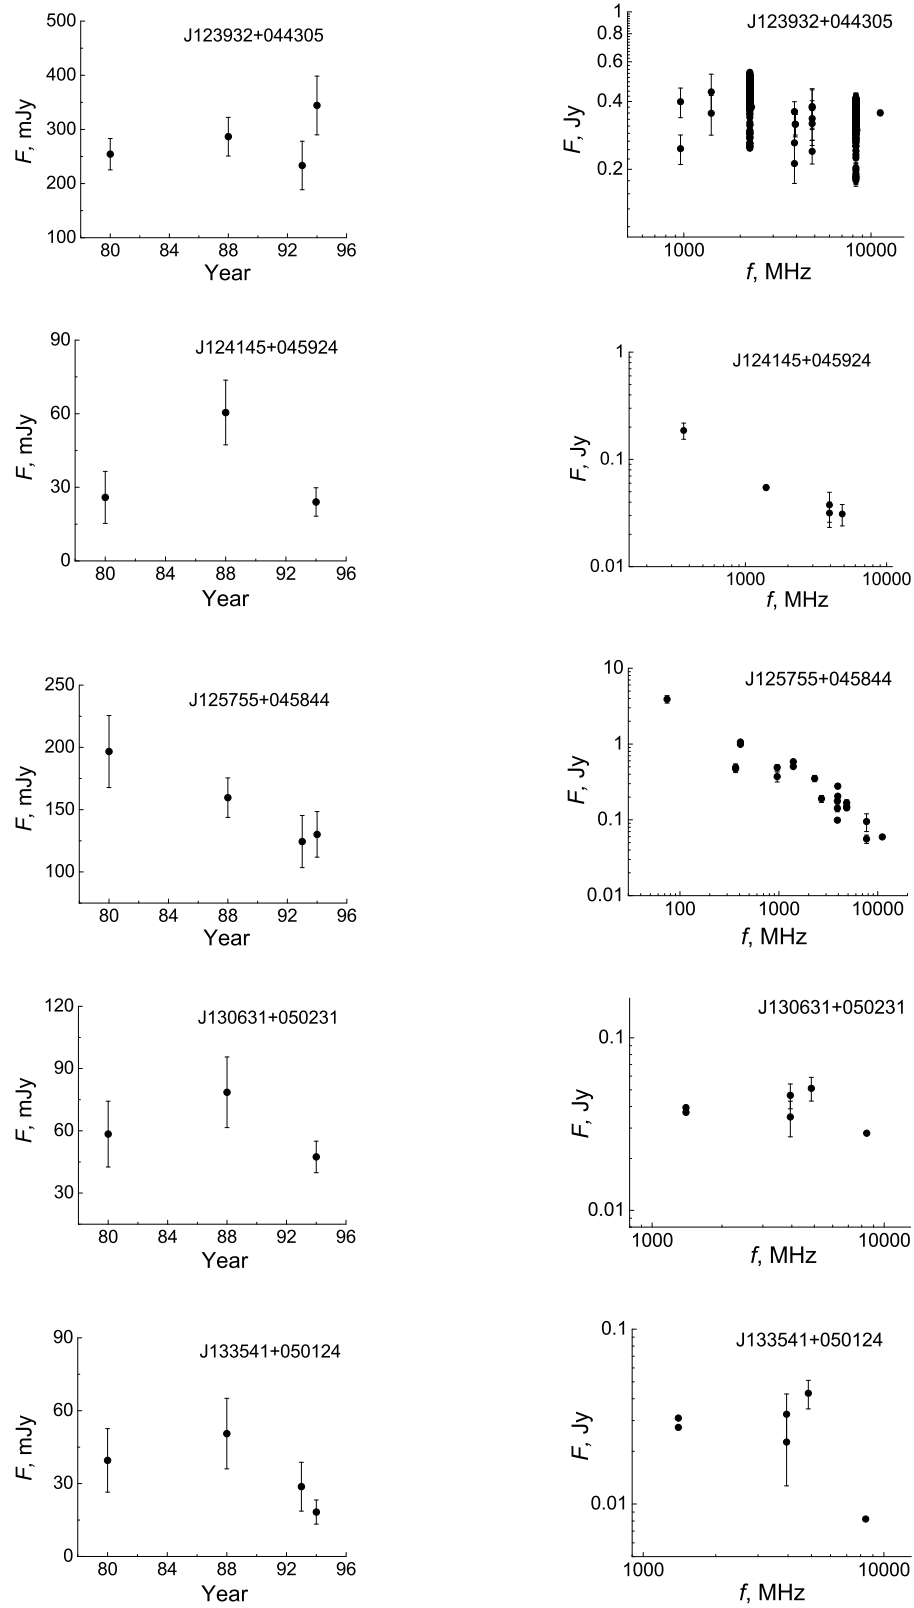 J123932+044305
500
400
300
200
100
F, mJy
80 84 88 92 96
Year
J123932+044305
1
0.8
0.6
0.4
0.2
F, Jy
1000 10000
f, MHz
J124145+045924
90
60
30
0
F, mJy
80 84 88 92 96
Year
J124145+045924
1
0.1
0.01
F, Jy
1000 10000
f, MHz
J125755+045844
250
200
150
100
F, mJy
80 84 88 92 96
Year
J125755+045844
10
1
0.1
0.01
F, Jy
100 1000 10000
f, MHz
J130631+050231
120
90
60
30
F, mJy
80 84 88 92 96
Year
J130631+050231
0.1
0.01
F, Jy
1000 10000
f, MHz
J133541+050124
90
60
30
0
F, mJy
80 84 88 92 96
Year
J133541+050124
0.1
0.01
F, Jy
1000 10000
f, MHz